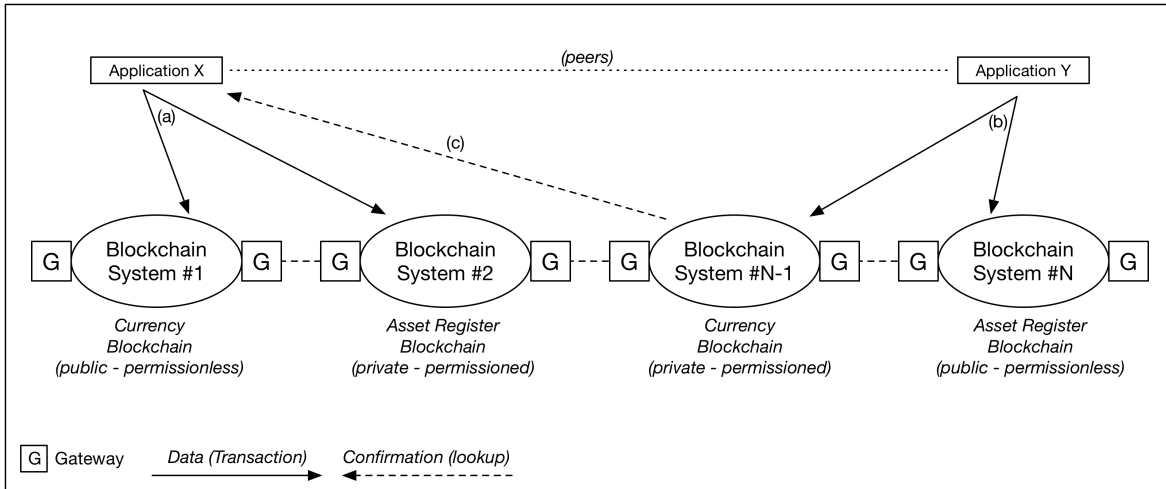 (peers)
Application X
Application Y
(a)
(b)
(c)
G
Blockchain
System #1
G
G
Blockchain
System #2
G
G
Blockchain
System #N-1
G
G
Blockchain
System #N
G
Currency
Blockchain
(public - permissionless)
Asset Register
Blockchain
(private - permissioned)
Currency
Blockchain
(private - permissioned)
Asset Register
Blockchain
(public - permissionless)
G Gateway
Data (Transaction)
Confirmation (lookup)